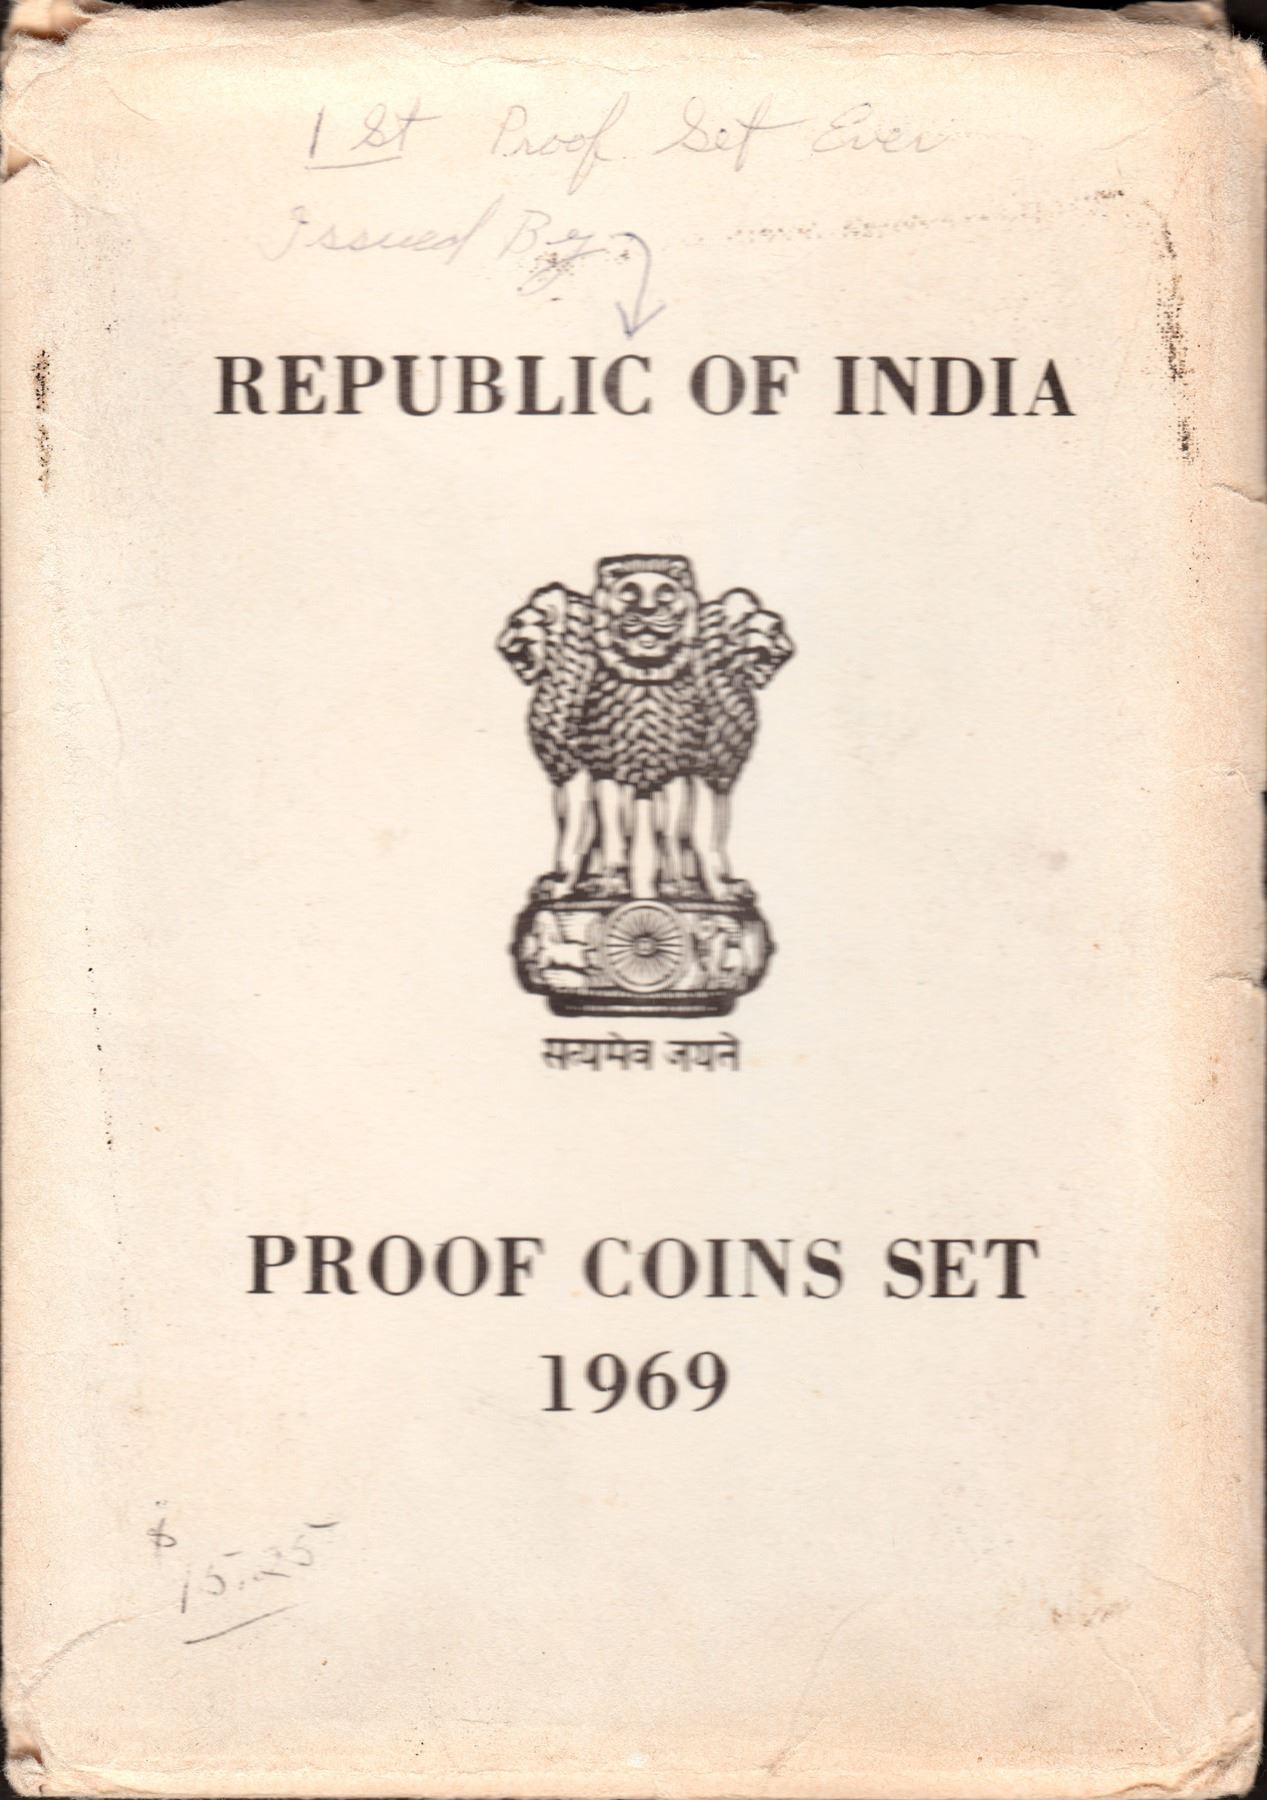 1st Proof Set Ever
Issued By
REPUBLIC OF INDIA
सत्यमेव जयते
PROOF COINS SET
1969
$
15.25